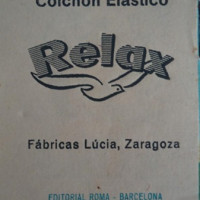 Colchón Elástico
Relax
Fábricas Lúcia, Zaragoza
EDITORIAL ROMA - BARCELONA